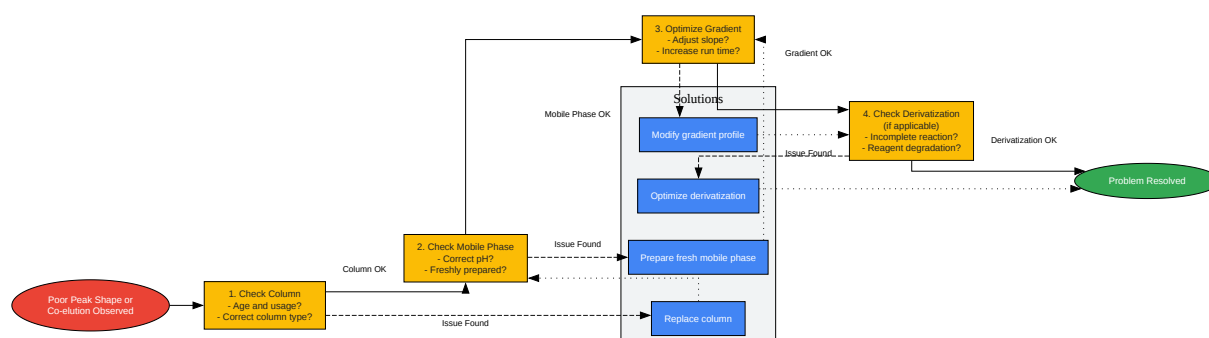 3. Optimize Gradient
- Adjust slope?
- Increase run time?
Gradient OK
Solutions
Mobile Phase OK
Modify gradient profile
4. Check Derivatization
(if applicable)
- Incomplete reaction?
- Reagent degradation?
Derivatization OK
Issue Found
Problem Resolved
Optimize derivatization
2. Check Mobile Phase
- Correct pH?
- Freshly prepared?
Issue Found
Prepare fresh mobile phase
Column OK
Poor Peak Shape or
Co-elution Observed
1. Check Column
- Age and usage?
- Correct column type?
Issue Found
Replace column